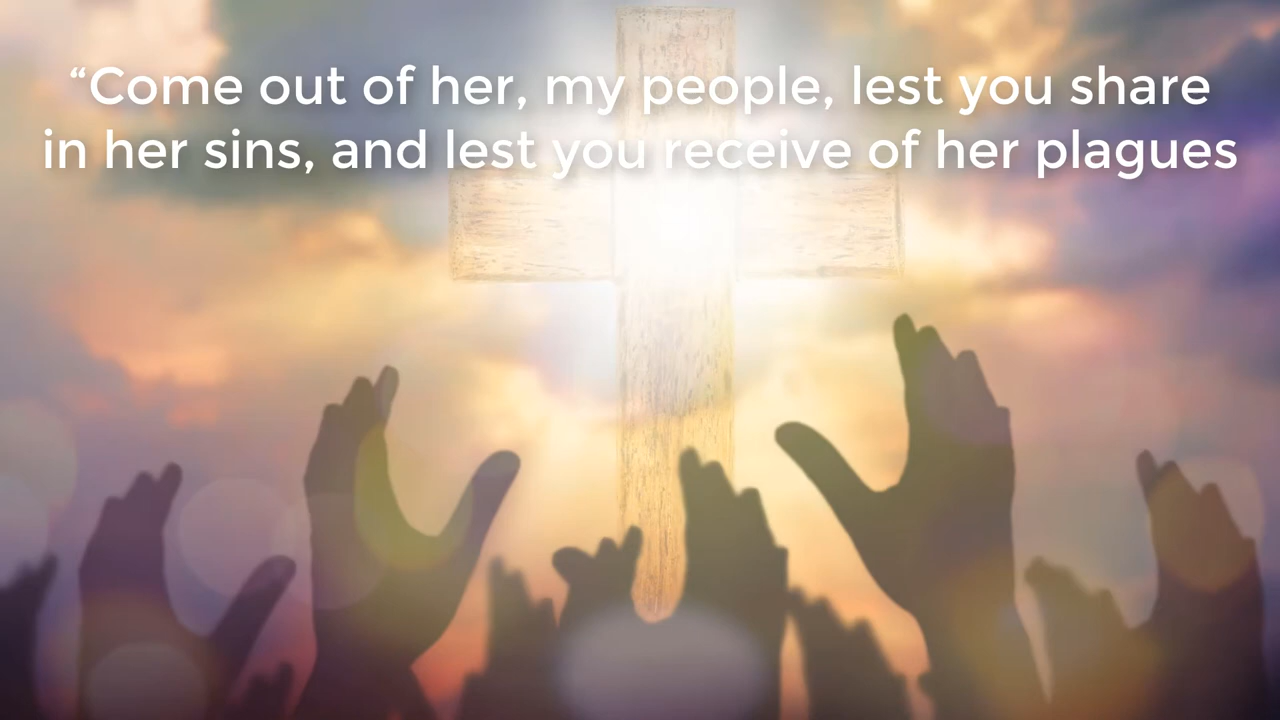 “Come out of her, my people, lest you share
in her sins, and lest you receive of her plagues